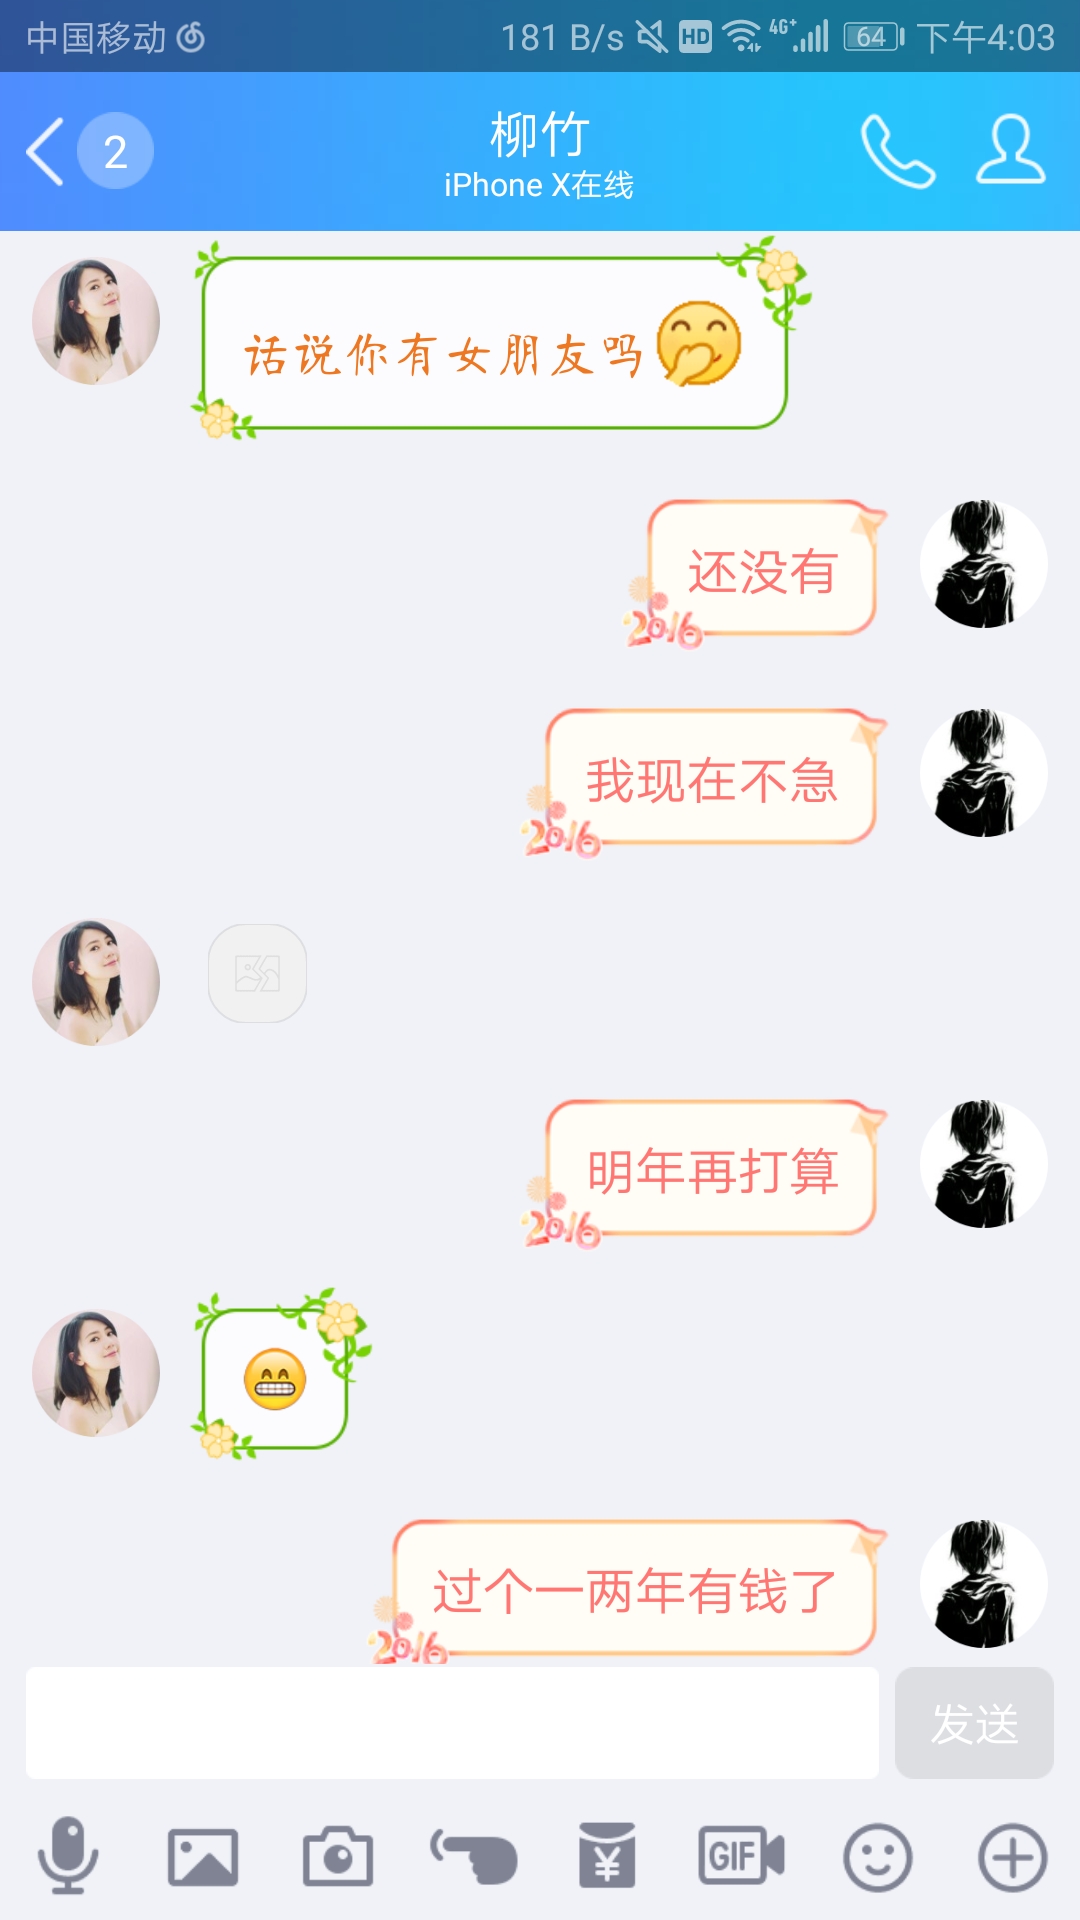 中国移动 181 B/s HD 4G+ 64 下午4:03
2
柳竹
iPhone X在线
话说你有女朋友吗
还没有
2016
我现在不急
2016
明年再打算
2016
过个一两年有钱了
2016
发送
¥ GIF